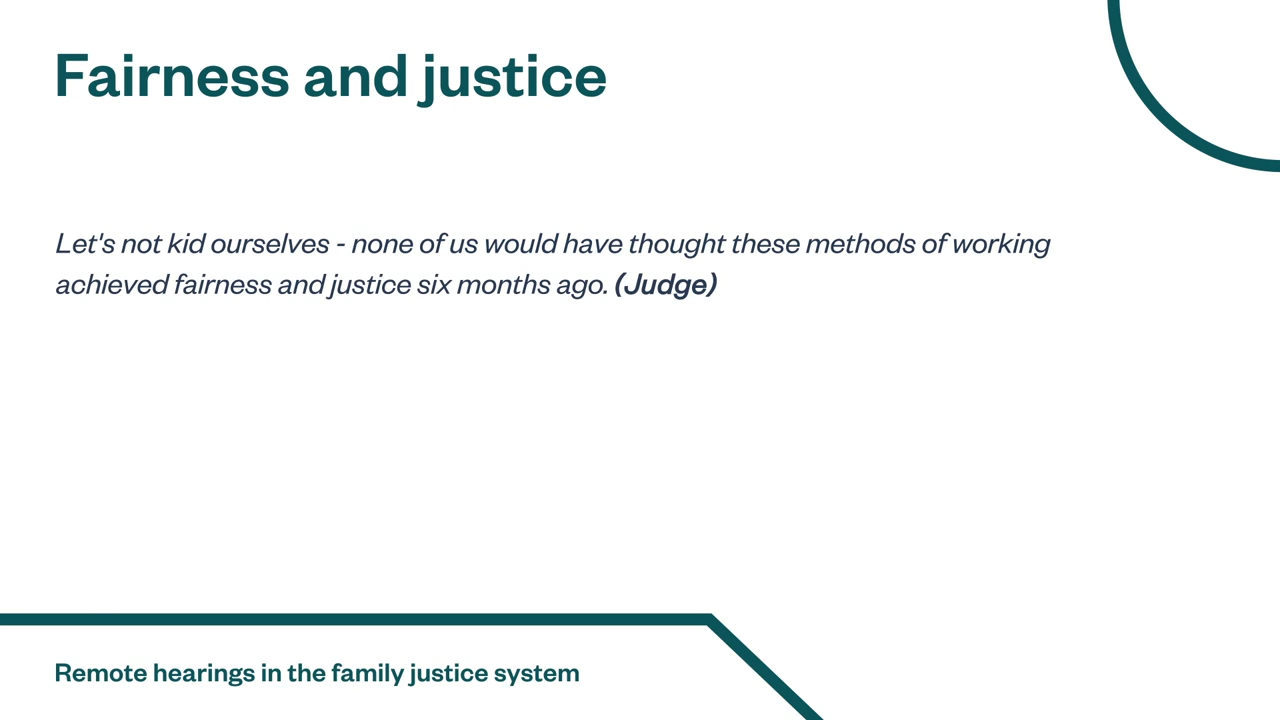 Fairness and justice
Let's not kid ourselves - none of us would have thought these methods of working
achieved fairness and justice six months ago. (Judge)
Remote hearings in the family justice system